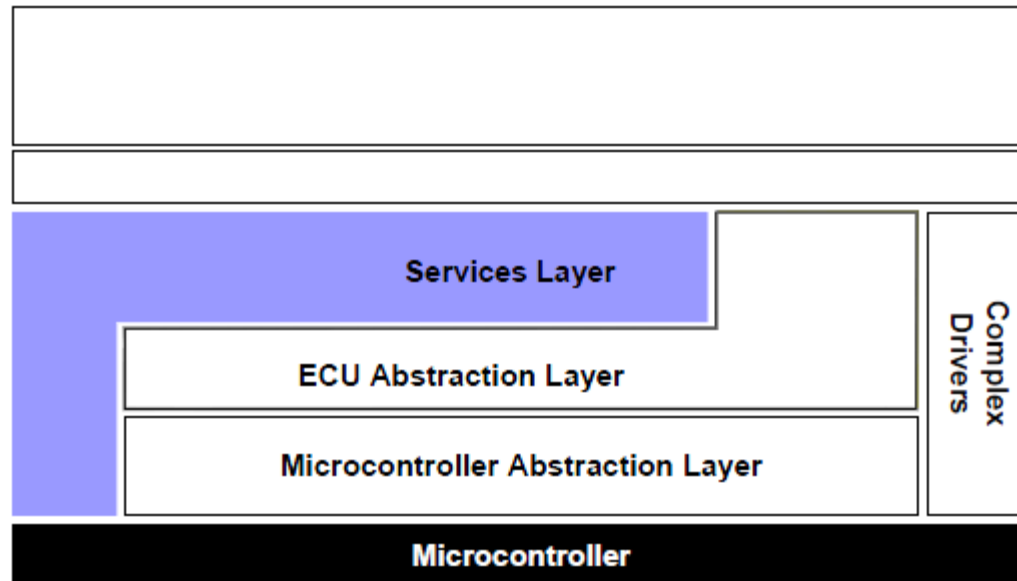 Services Layer
ECU Abstraction Layer
Complex
Drivers
Microcontroller Abstraction Layer
Microcontroller